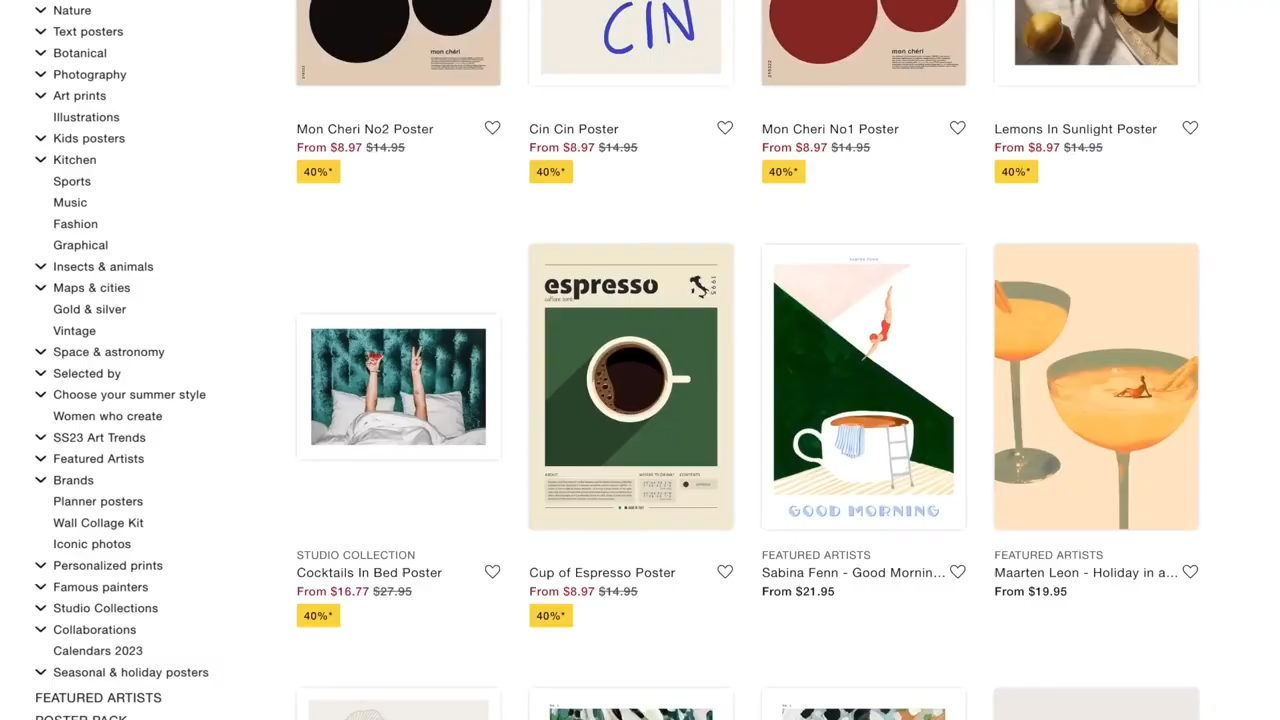 Nature
Text posters
Botanical
Photography
Art prints
Illustrations
Kids posters
Kitchen
Sports
Music
Fashion
Graphical
Insects & animals
Maps & cities
Gold & silver
Vintage
Space & astronomy
Selected by
Choose your summer style
Women who create
SS23 Art Trends
Featured Artists
Brands
Planner posters
Wall Collage Kit
Iconic photos
Personalized prints
Famous painters
Studio Collections
Collaborations
Calendars 2023
Seasonal & holiday posters
FEATURED ARTISTS
POSTER PACK
mon chéri
CIN
mon chéri
Mon Cheri No2 Poster
From $8.97 $14.95
40%*
Cin Cin Poster
From $8.97 $14.95
40%*
Mon Cheri No1 Poster
From $8.97 $14.95
40%*
Lemons In Sunlight Poster
From $8.97 $14.95
40%*
espresso
1995
ABOUT
GOOD MORNING
STUDIO COLLECTION
Cocktails In Bed Poster
From $16.77 $27.95
40%*
Cup of Espresso Poster
From $8.97 $14.95
40%*
FEATURED ARTISTS
Sabina Fenn - Good Mornin...
From $21.95
FEATURED ARTISTS
Maarten Leon - Holiday in a...
From $19.95